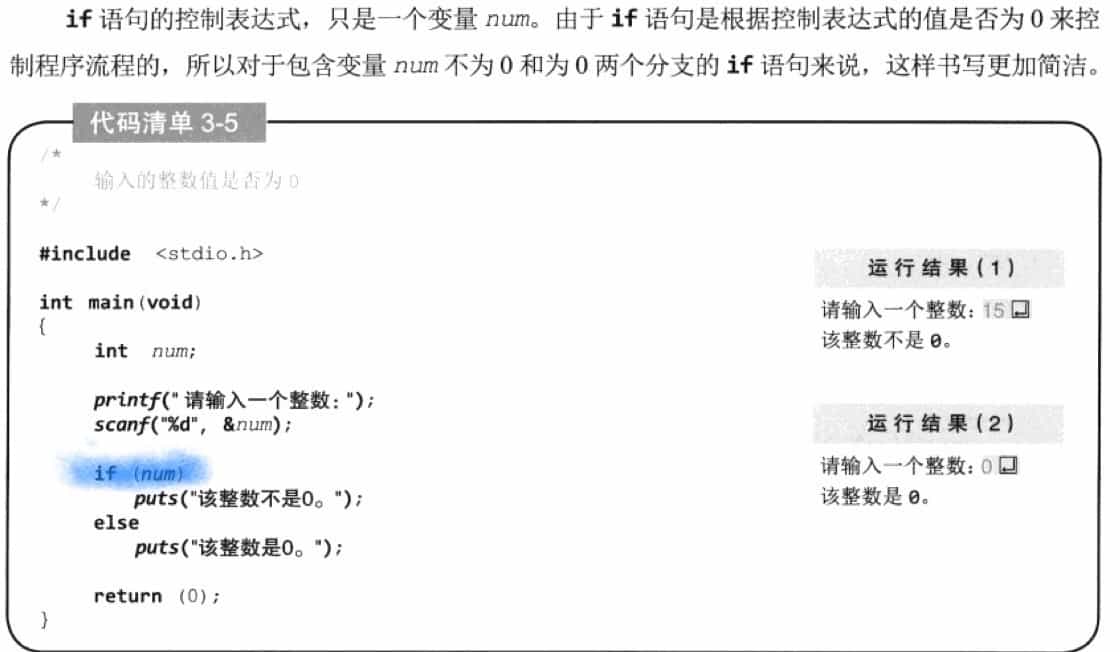 if 语句的控制表达式，只是一个变量 num。由于 if 语句是根据控制表达式的值是否为 0 来控
制程序流程的，所以对于包含变量 num 不为 0 和为 0 两个分支的 if 语句来说，这样书写更加简洁。
代码清单 3-5
/*
输入的整数值是否为 0
*/
#include <stdio.h>
int main(void)
{
int num;
printf("请输入一个整数：");
scanf("%d", &num);
if (num)
puts("该整数不是0。");
else
puts("该整数是0。");
return (0);
}
运行结果(1)
请输入一个整数：15
该整数不是 0。
运行结果(2)
请输入一个整数：0
该整数是 0。